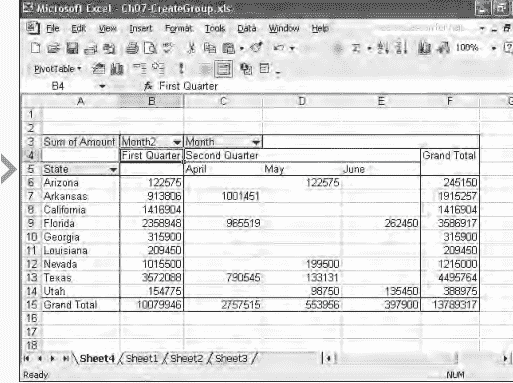 Microsoft Excel - Ch07-CreateGroup.xls
File Edit View Insert Format Tools Data Window Help
100%
PivotTable
B4 fx First Quarter
A B C D E F G
1
2
3 Sum of Amount Month2 Month
4 First Quarter Second Quarter Grand Total
5 State April May June
6 Arizona 122575 122575 245150
7 Arkansas 913806 1001451 1915257
8 California 1416904 1416904
9 Florida 2358948 965519 262450 3586917
10 Georgia 315900 315900
11 Louisiana 209450 209450
12 Nevada 1015500 199500 1215000
13 Texas 3572088 790545 133131 4495764
14 Utah 154775 98750 135450 388975
15 Grand Total 10079946 2757515 553956 397900 13789317
16
17
18
Sheet4 Sheet1 Sheet2 Sheet3
Ready NUM